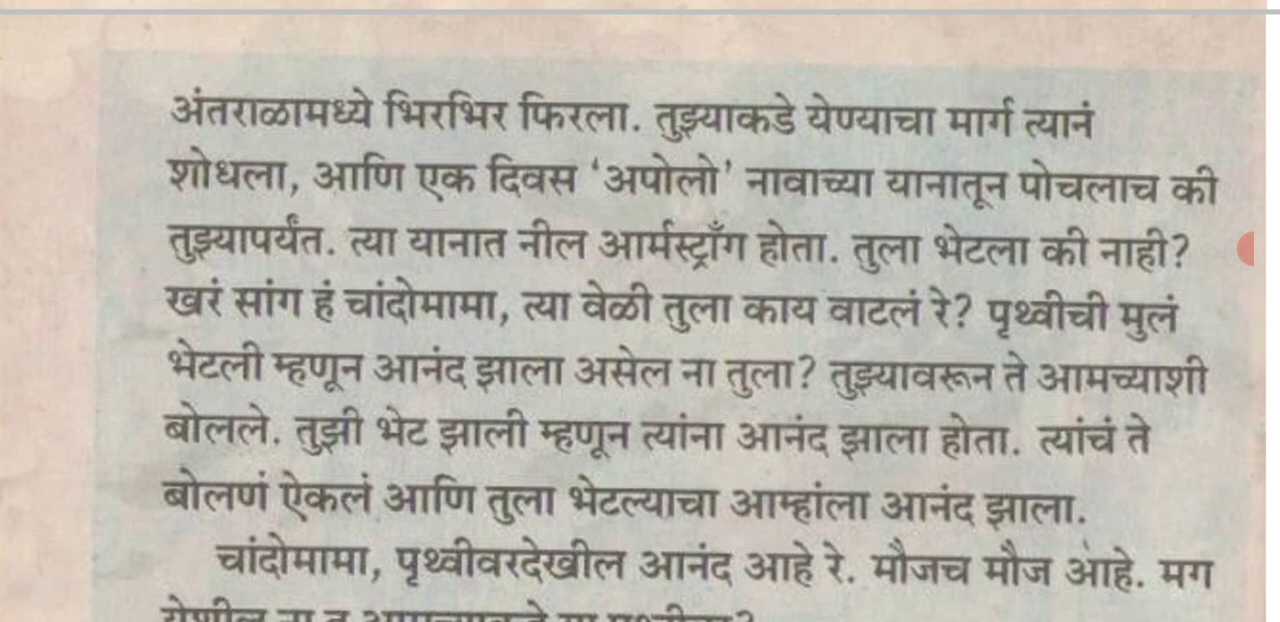 अंतराळामध्ये भिरभिर फिरला. तुझ्याकडे येण्याचा मार्ग त्यानं
शोधला, आणि एक दिवस ‘अपोलो’ नावाच्या यानातून पोचलाच की
तुझ्यापर्यंत. त्या यानात नील आर्मस्ट्राँग होता. तुला भेटला की नाही?
खरं सांग हं चांदोमामा, त्या वेळी तुला काय वाटलं रे? पृथ्वीची मुलं
भेटली म्हणून आनंद झाला असेल ना तुला? तुझ्यावरून ते आमच्याशी
बोलले. तुझी भेट झाली म्हणून त्यांना आनंद झाला होता. त्यांचं ते
बोलणं ऐकलं आणि तुला भेटल्याचा आम्हांला आनंद झाला.
चांदोमामा, पृथ्वीवरदेखील आनंद आहे रे. मौजच मौज आहे. मग